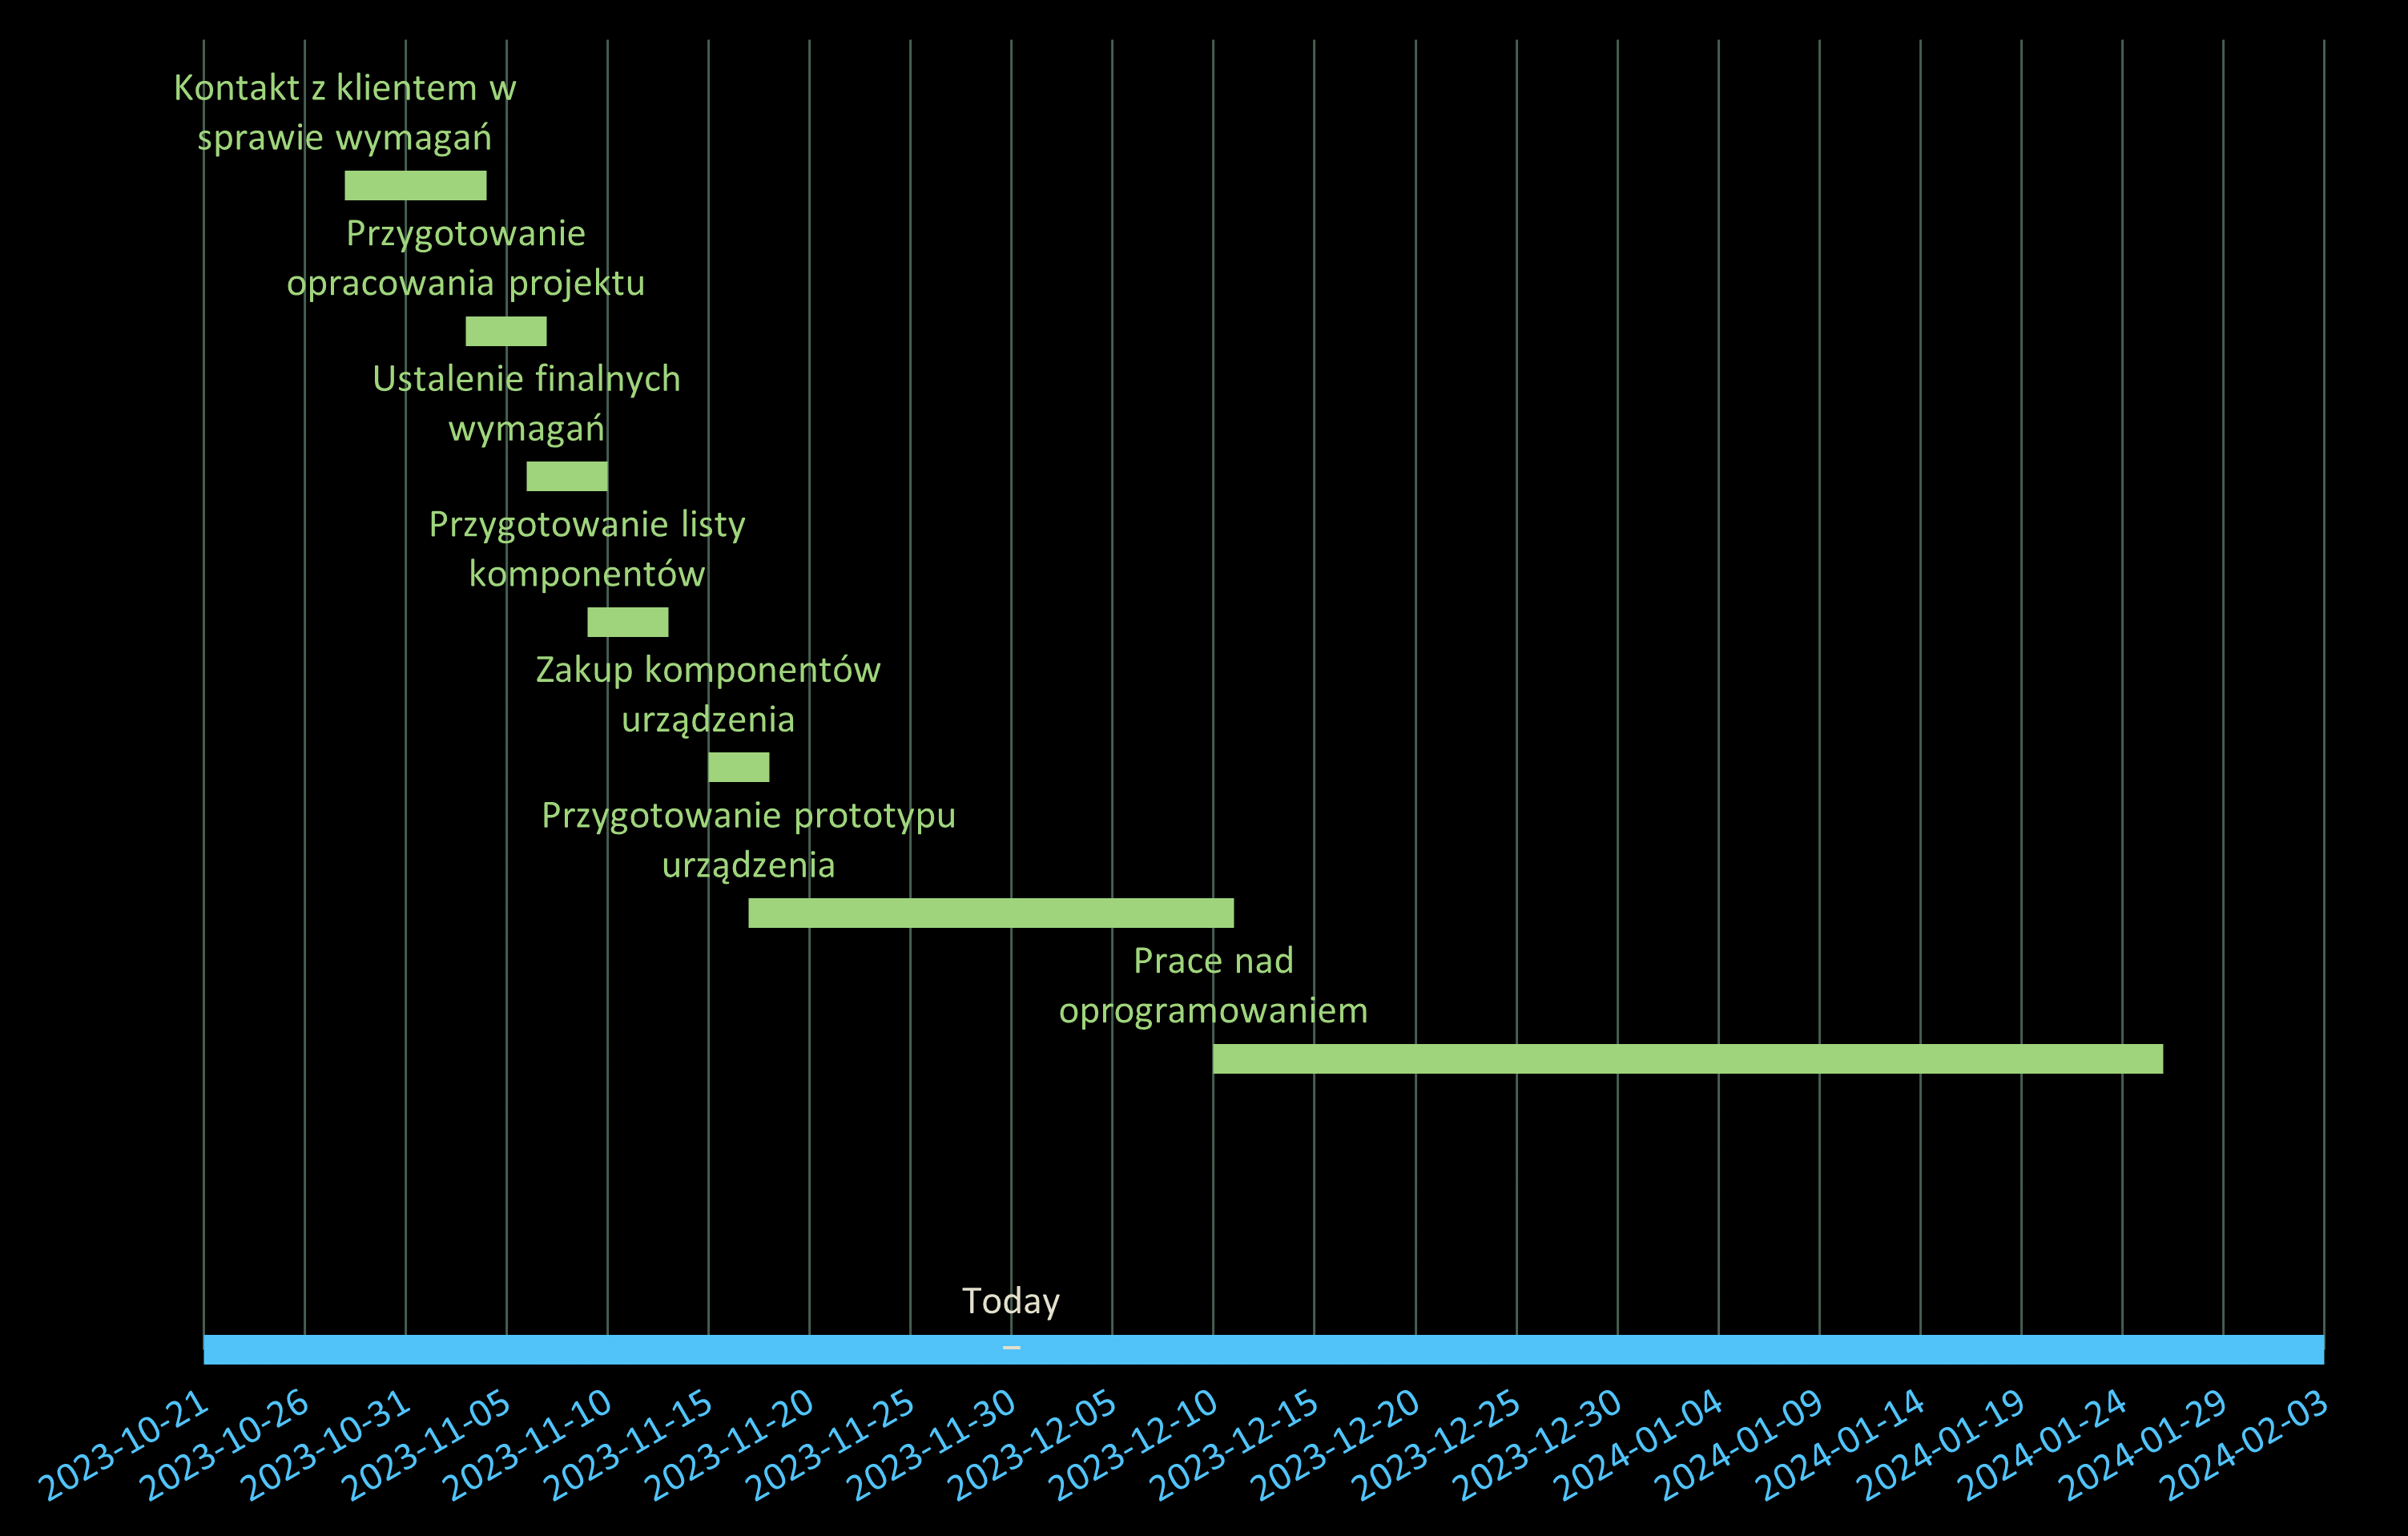 Kontakt z klientem w
sprawie wymagań
Przygotowanie
opracowania projektu
Ustalenie finalnych
wymagań
Przygotowanie listy
komponentów
Zakup komponentów
urządzenia
Przygotowanie prototypu
urządzenia
Prace nad
oprogramowaniem
Today
2023-10-21
2023-10-26
2023-10-31
2023-11-05
2023-11-10
2023-11-15
2023-11-20
2023-11-25
2023-11-30
2023-12-05
2023-12-10
2023-12-15
2023-12-20
2023-12-25
2023-12-30
2024-01-04
2024-01-09
2024-01-14
2024-01-19
2024-01-24
2024-01-29
2024-02-03